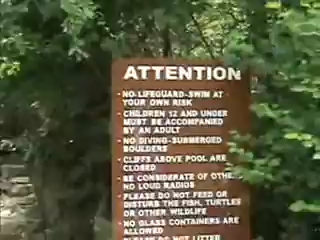 ATTENTION
- NO LIFEGUARD-SWIM AT
YOUR OWN RISK
- CHILDREN 12 AND UNDER
MUST BE ACCOMPANIED
BY AN ADULT
- NO DIVING-SUBMERGED
BOULDERS
- CLIFFS ABOVE POOL ARE
CLOSED
- BE CONSIDERATE OF OTHE
NO LOUD RADIOS
- PLEASE DO NOT FEED OR
DISTURB THE FISH, TURTLES
OR OTHER WILDLIFE
- NO GLASS CONTAINERS ARE
ALLOWED
- PLEASE DO NOT LITTER